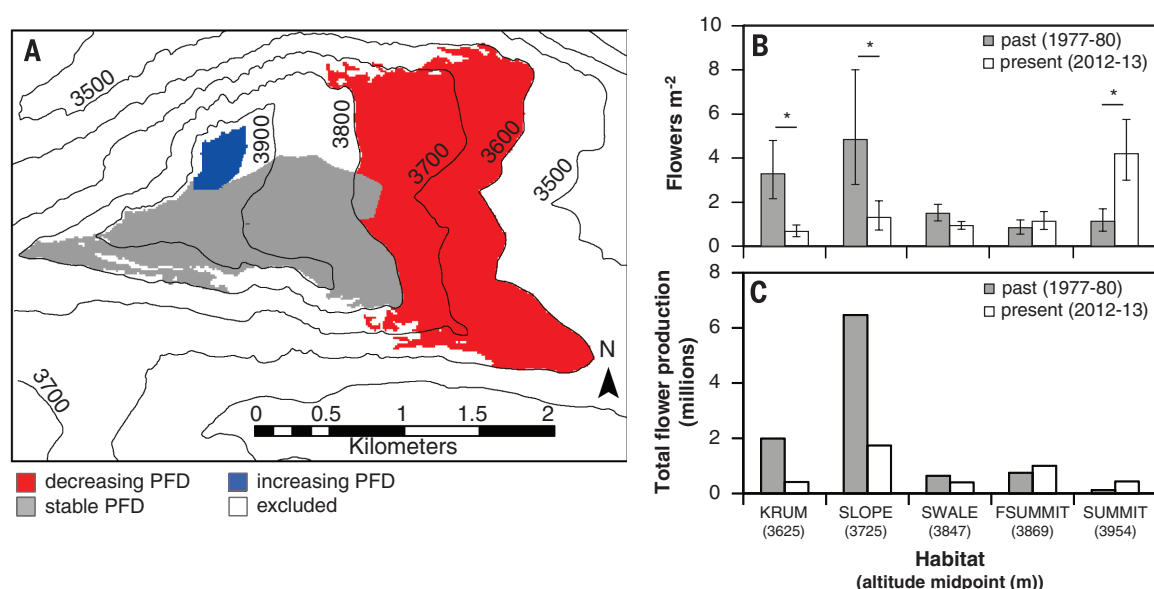 A
3500
3900
3800
3700
3600
3500
3700
N
0 0.5 1 1.5 2
Kilometers
decreasing PFD
increasing PFD
stable PFD
excluded
B
Flowers m-2
10
8
6
4
2
0
past (1977-80)
present (2012-13)
*
*
*
C
Total flower production
(millions)
8
6
4
2
0
past (1977-80)
present (2012-13)
KRUM SLOPE SWALE FSUMMIT SUMMIT
(3625) (3725) (3847) (3869) (3954)
Habitat
(altitude midpoint (m))